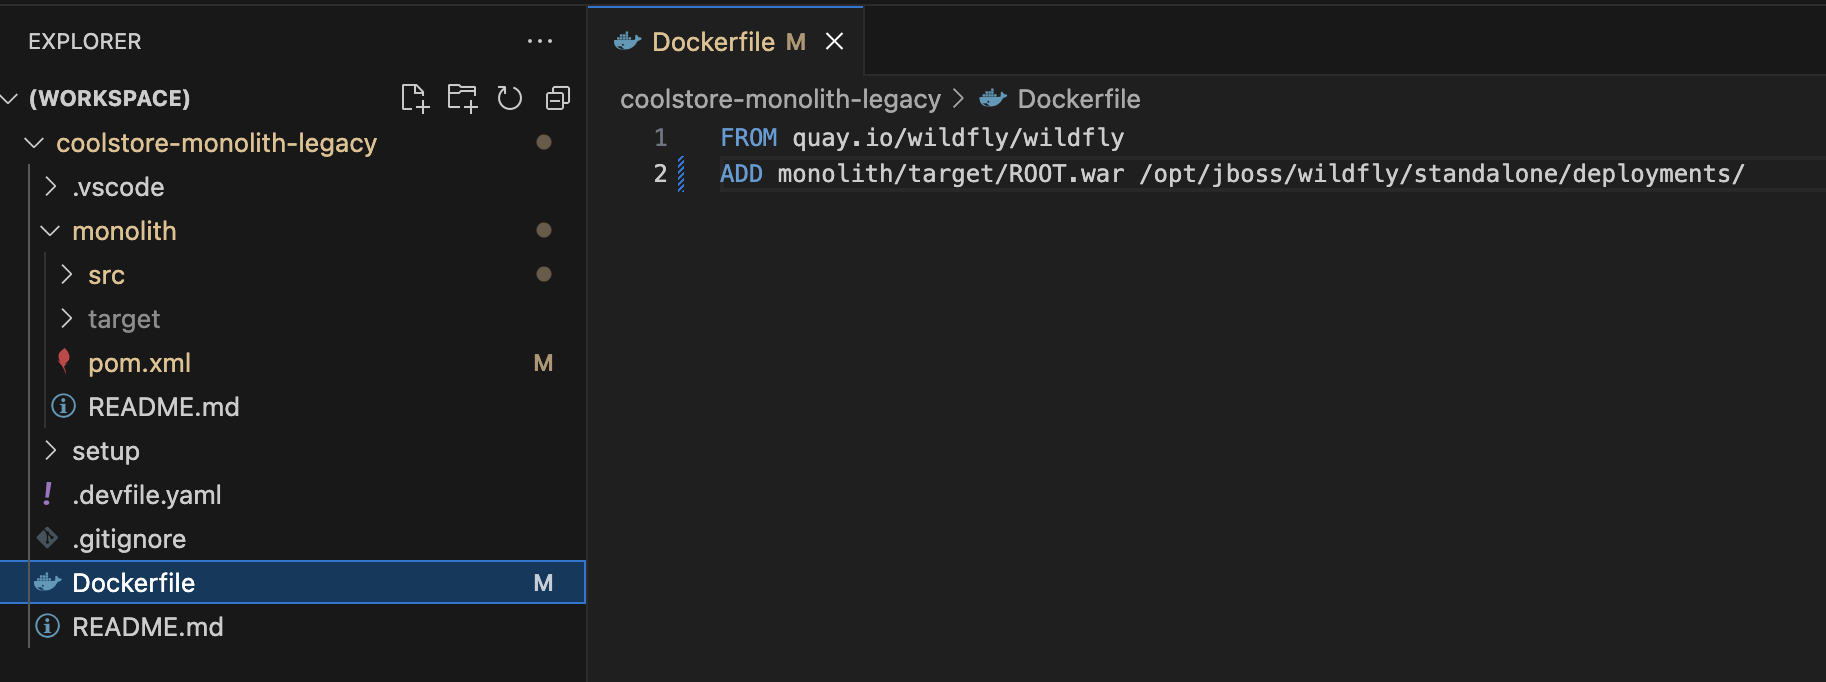 EXPLORER
(WORKSPACE)
coolstore-monolith-legacy
.vscode
monolith
src
target
pom.xml M
README.md
setup
.devfile.yaml
.gitignore
Dockerfile M
README.md
Dockerfile M
coolstore-monolith-legacy > Dockerfile
1 FROM quay.io/wildfly/wildfly
2 ADD monolith/target/ROOT.war /opt/jboss/wildfly/standalone/deployments/